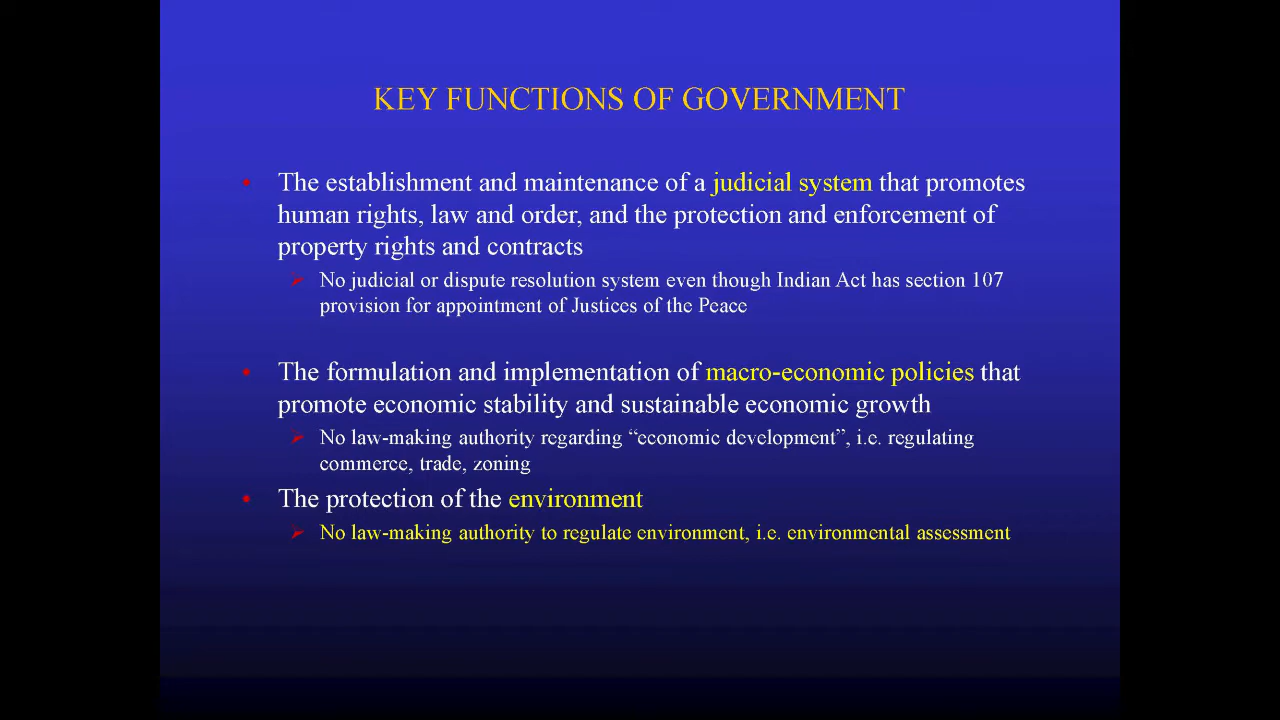 KEY FUNCTIONS OF GOVERNMENT
• The establishment and maintenance of a judicial system that promotes
human rights, law and order, and the protection and enforcement of
property rights and contracts
➢ No judicial or dispute resolution system even though Indian Act has section 107
provision for appointment of Justices of the Peace
• The formulation and implementation of macro-economic policies that
promote economic stability and sustainable economic growth
➢ No law-making authority regarding “economic development”, i.e. regulating
commerce, trade, zoning
• The protection of the environment
➢ No law-making authority to regulate environment, i.e. environmental assessment